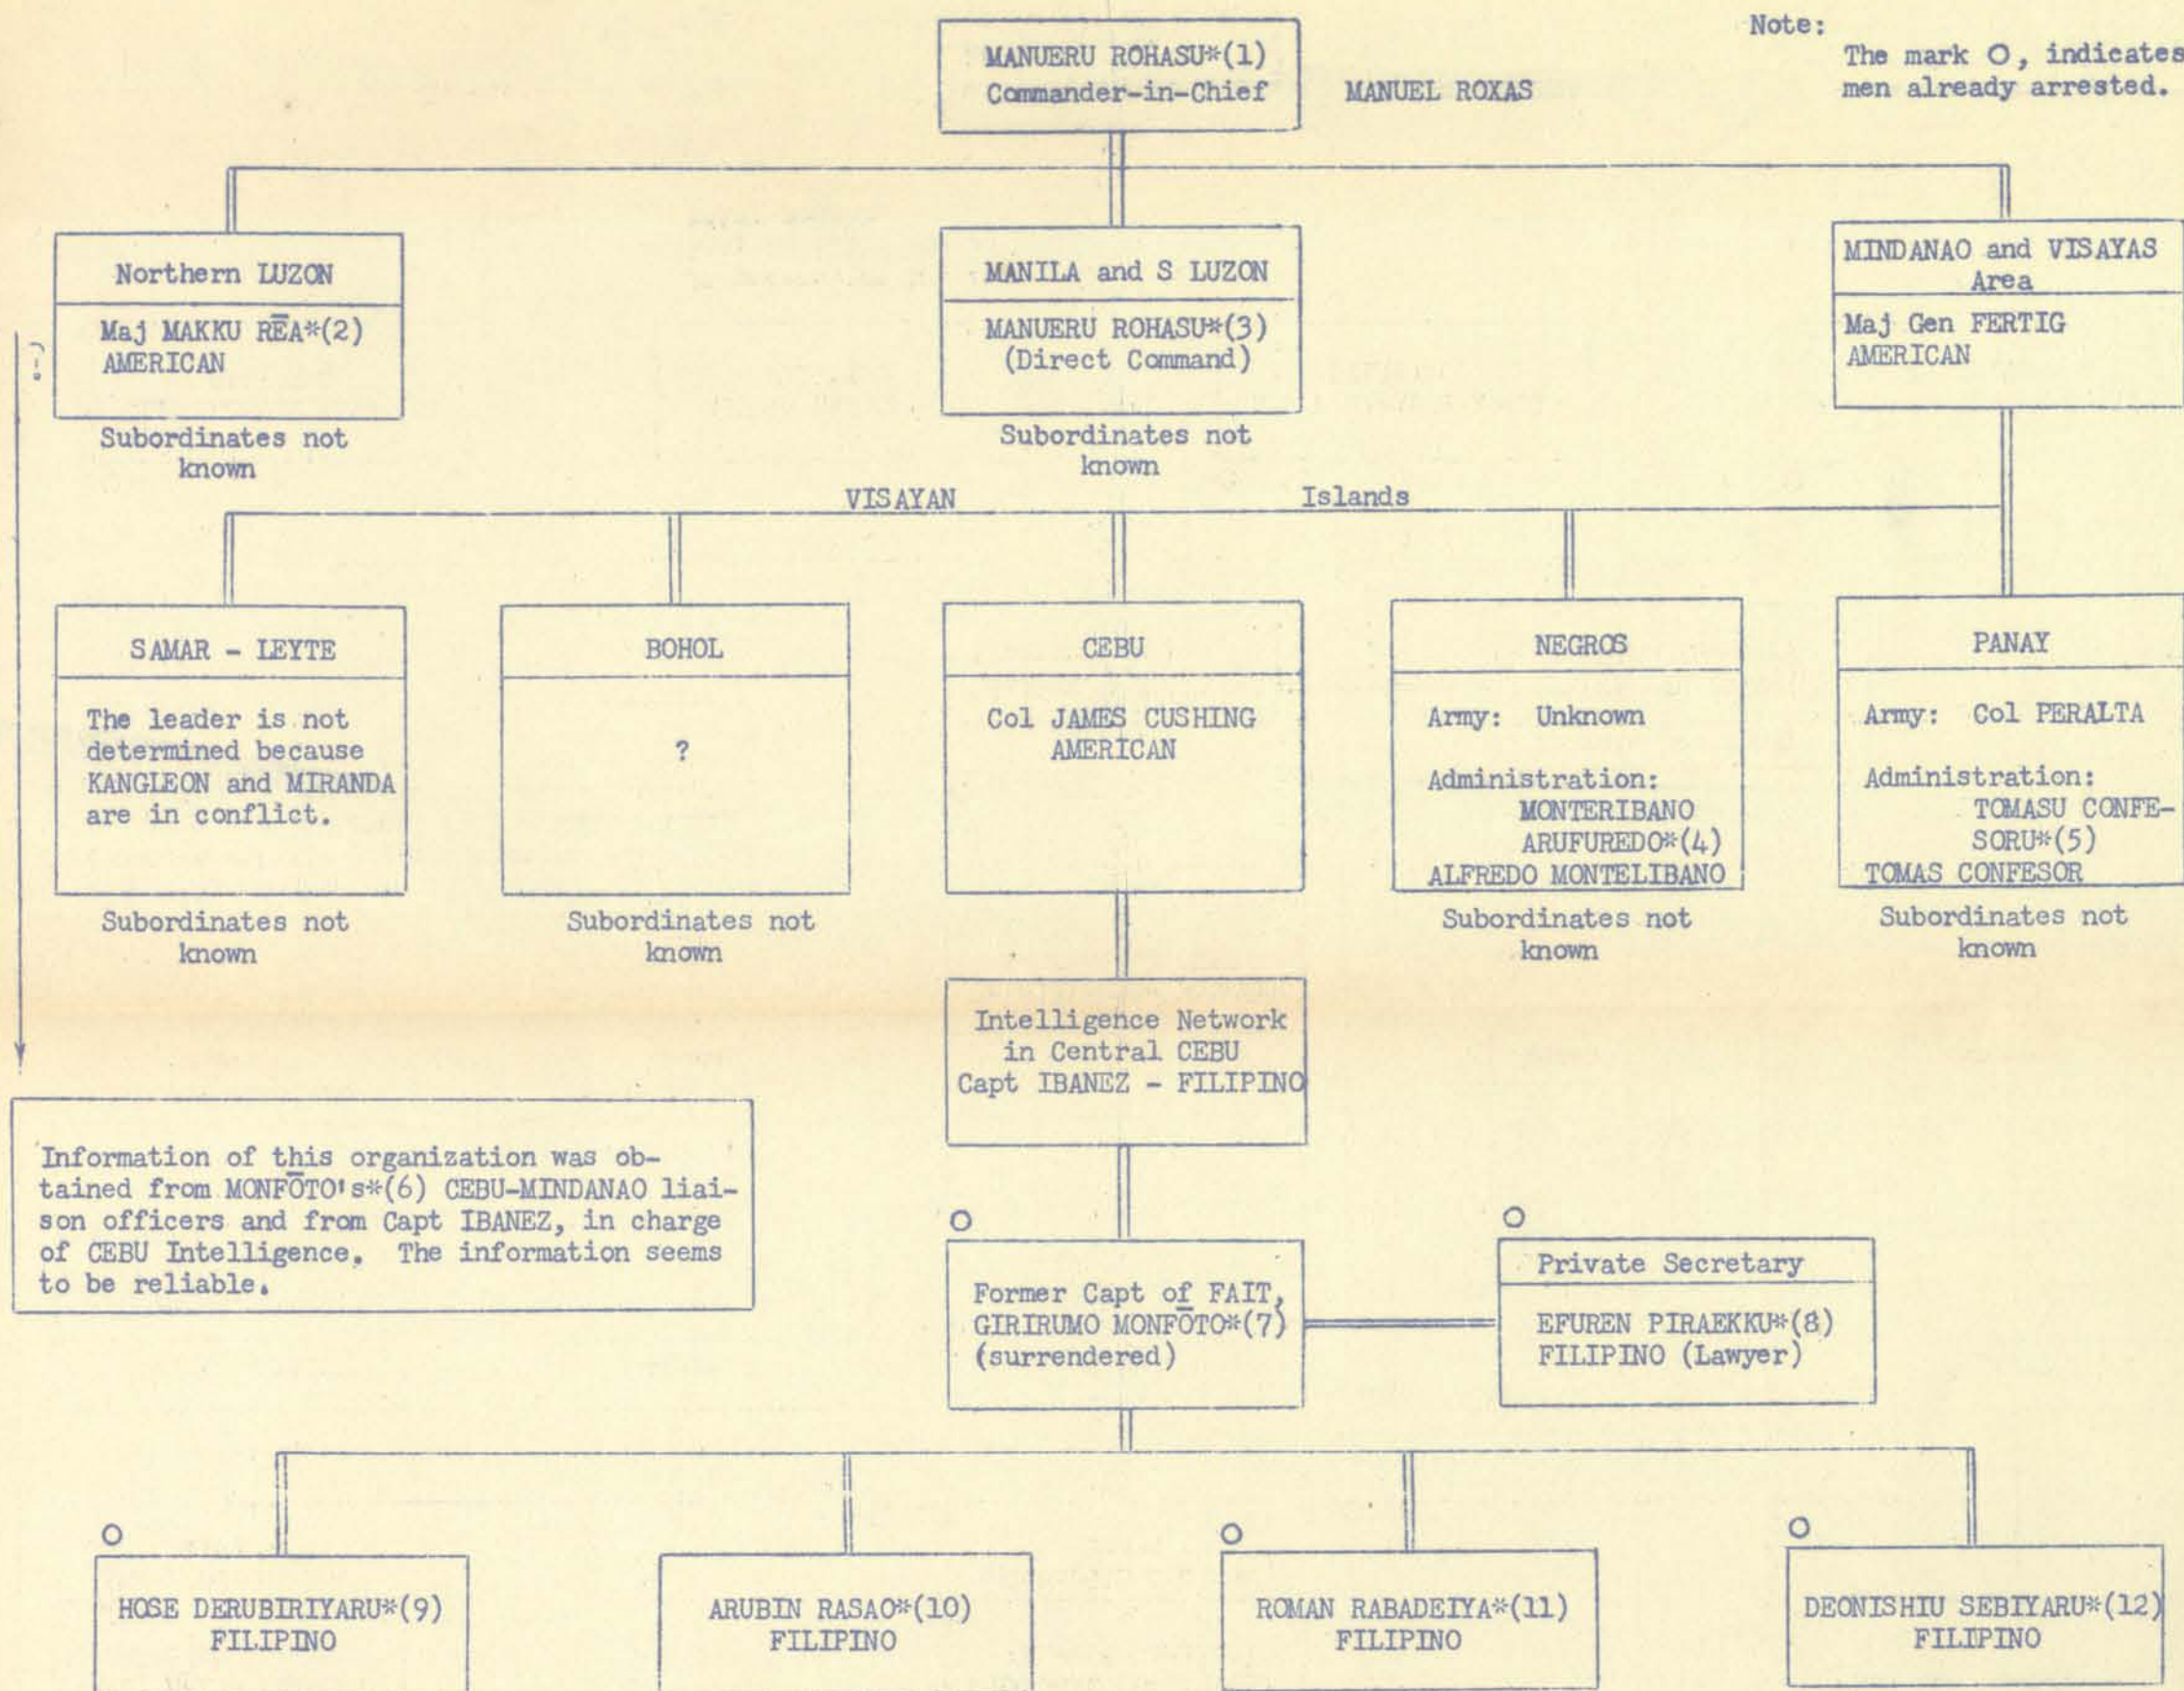 MANUERU ROHASU*(1)
Commander-in-Chief
MANUEL ROXAS
Note:
The mark O, indicates
men already arrested.
Northern LUZON
Maj MAKKU RĒA*(2)
AMERICAN
Subordinates not
known
MANILA and S LUZON
MANUERU ROHASU*(3)
(Direct Command)
Subordinates not
known
MINDANAO and VISAYAS
Area
Maj Gen FERTIG
AMERICAN
VISAYAN Islands
SAMAR - LEYTE
The leader is not
determined because
KANGLEON and MIRANDA
are in conflict.
Subordinates not
known
BOHOL
?
Subordinates not
known
CEBU
Col JAMES CUSHING
AMERICAN
NEGROS
Army: Unknown
Administration:
MONTERIBANO
ARUFUREDO*(4)
ALFREDO MONTELIBANO
Subordinates not
known
PANAY
Army: Col PERALTA
Administration:
TOMASU CONFE-
SORU*(5)
TOMAS CONFESOR
Subordinates not
known
Intelligence Network
in Central CEBU
Capt IBANEZ - FILIPINO
Information of this organization was ob-
tained from MONFŌTO's*(6) CEBU-MINDANAO liai-
son officers and from Capt IBANEZ, in charge
of CEBU Intelligence. The information seems
to be reliable.
O
Former Capt of FAIT,
GIRIRUMO MONFŌTO*(7)
(surrendered)
O
Private Secretary
EFUREN PIRAEKKU*(8)
FILIPINO (Lawyer)
O
HOSE DERUBIRIYARU*(9)
FILIPINO
ARUBIN RASAO*(10)
FILIPINO
O
ROMAN RABADEIYA*(11)
FILIPINO
O
DEONISHIU SEBIYARU*(12)
FILIPINO